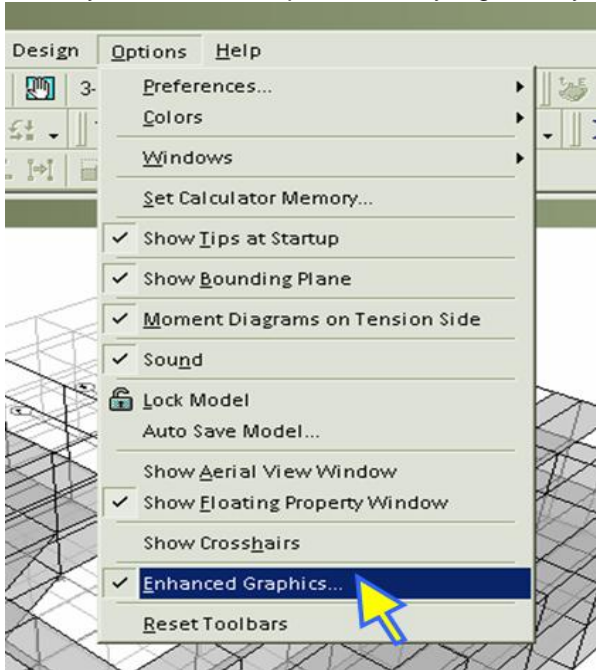 Design Options Help
3-
Preferences...
Colors
Windows
Set Calculator Memory...
Show Tips at Startup
Show Bounding Plane
Moment Diagrams on Tension Side
Sound
Lock Model
Auto Save Model...
Show Aerial View Window
Show Floating Property Window
Show Crosshairs
Enhanced Graphics...
Reset Toolbars